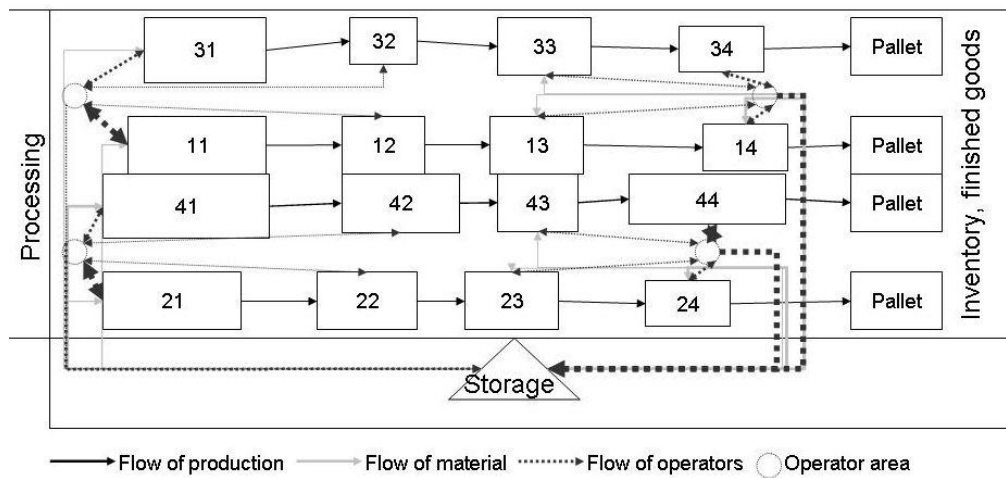 Processing
31 32 33 34 Pallet
11 12 13 14 Pallet
41 42 43 44 Pallet
21 22 23 24 Pallet
Inventory, finished goods
Storage
Flow of production Flow of material Flow of operators Operator area